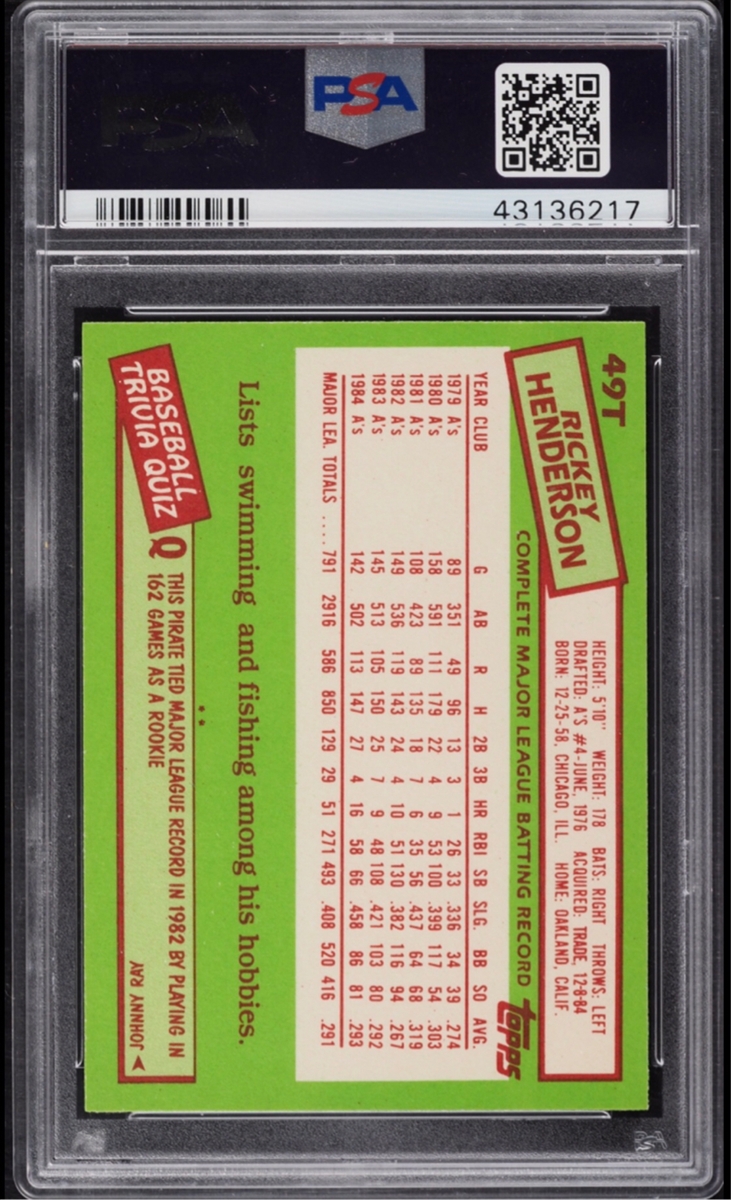 PSA
43136217
49T
RICKEY
HENDERSON
HEIGHT: 5'10" WEIGHT: 178 BATS: RIGHT THROWS: LEFT
DRAFTED: A'S #4-JUNE, 1976 ACQUIRED: TRADE, 12-8-84
BORN: 12-25-58, CHICAGO, ILL. HOME: OAKLAND, CALIF.
COMPLETE MAJOR LEAGUE BATTING RECORD topps
YEAR CLUB G AB R H 2B 3B HR RBI SB SLG. BB SO AVG.
1979 A's 89 351 49 96 13 3 1 26 33 .336 34 39 .274
1980 A's 158 591 111 179 22 4 9 53 100 .399 117 54 .303
1981 A's 108 423 89 135 18 7 6 35 56 .437 64 68 .319
1982 A's 149 536 119 143 24 4 10 51 130 .382 116 94 .267
1983 A's 145 513 105 150 25 7 9 48 108 .421 103 80 .292
1984 A's 142 502 113 147 27 4 16 58 66 .458 86 81 .293
MAJOR LEA. TOTALS .... 791 2916 586 850 129 29 51 271 493 .408 520 416 .291
Lists swimming and fishing among his hobbies.
BASEBALL
TRIVIA QUIZ
Q THIS PIRATE TIED MAJOR LEAGUE RECORD IN 1982 BY PLAYING IN
162 GAMES AS A ROOKIE
JOHNNY RAY